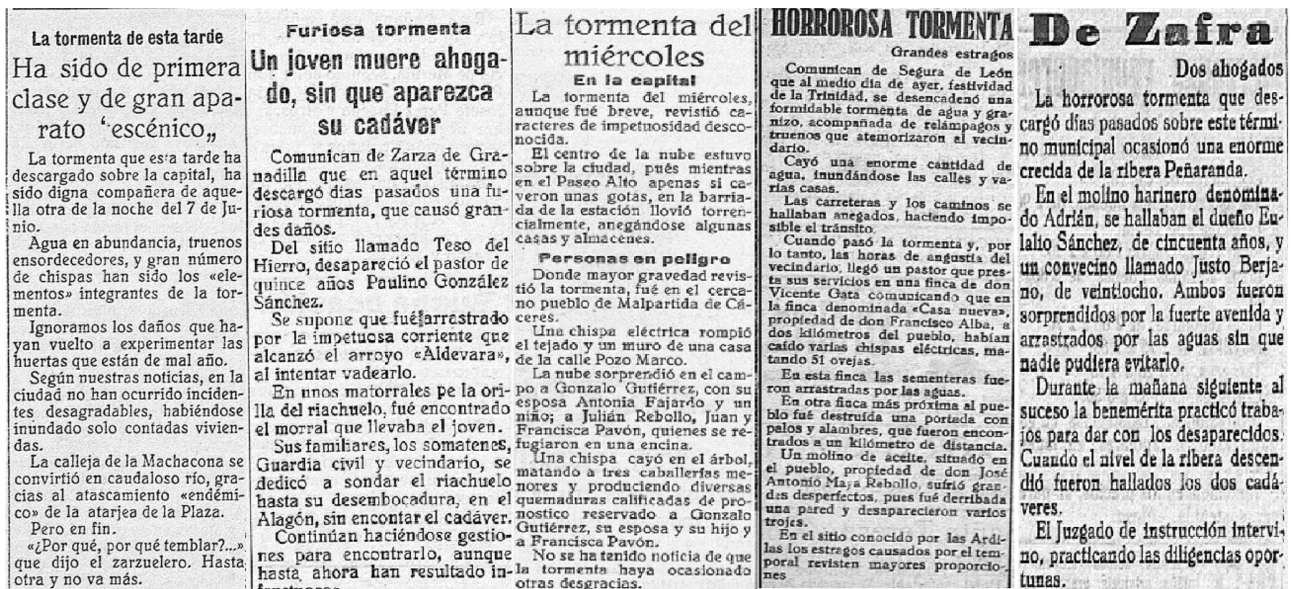 La tormenta de esta tarde
Ha sido de primera
clase y de gran apa-
rato ‘escénico„
La tormenta que esta tarde ha
descargado sobre la capital, ha
sido digna compañera de aque-
lla otra de la noche del 7 de Ju-
nio.
Agua en abundancia, truenos
ensordecedores, y gran número
de chispas han sido los «ele-
mentos» integrantes de la tor-
menta.
Ignoramos los daños que ha-
yan vuelto a experimentar las
huertas que están de mal año.
Según nuestras noticias, en la
ciudad no han ocurrido inciden
tes desagradables, habiéndose
inundado solo contadas vivien-
das.
La calleja de la Machacona se
convirtió en caudaloso río, gra-
cias al atascamiento «endémi-
co» de la atarjea de la Plaza.
Pero en fin.
«¿Por qué, por qué temblar?...»
que dijo el zarzuelero. Hasta
otra y no va más.
Furiosa tormenta
Un joven muere ahoga-
do, sin que aparezca
su cadáver
Comunican de Zarza de Gra-
nadilla que en aquel término
descargó días pasados una fu-
riosa tormenta, que causó gran-
des daños.
Del sitio llamado Teso del
Hierro, desapareció el pastor de
quince años Paulino González
Sánchez.
Se supone que fué arrastrado
por la impetuosa corriente que
alcanzó el arroyo «Aldevara»,
al intentar vadearlo.
En unos matorrales pe la ori-
lla del riachuelo, fué encontrado
el morral que llevaba el joven.
Sus familiares, los somatenes,
Guardia civil y vecindario, se
dedicó a sondar el riachuelo
hasta su desembocadura, en el
Alagón, sin encontar el cadáver.
Continúan haciéndose gestio-
nes para encontrarlo, aunque
hasta ahora han resultado in-
La tormenta del
miércoles
En la capital
La tormenta del miércoles,
aunque fué breve, revistió ca-
racteres de impetuosidad desco-
nocida.
El centro de la nube estuvo
sobre la ciudad, pués mientras
en el Paseo Alto apenas si ca-
yeron unas gotas, en la barria-
da de la estación llovió torren-
cialmente, anegándose algunas
casas y almacenes.
Personas en peligro
Donde mayor gravedad revis-
tió la tormenta, fué en el cerca-
no pueblo de Malpartida de Cá-
ceres.
Una chispa eléctrica rompió
el tejado y un muro de una casa
de la calle Pozo Marco.
La nube sorprendió en el cam-
po a Gonzalo Gutiérrez, con su
esposa Antonia Fajardo y un
niño; a Julián Rebollo, Juan y
Francisca Pavón, quienes se re-
fugiaron en una encina.
Una chispa cayó en el árbol,
matando a tres caballerías me-
nores y produciendo diversas
quemaduras calificadas de pro-
nostico reservado a Gonzalo
Gutiérrez, su esposa y su hijo y
a Francisca Pavón.
No se ha tenido noticia de que
la tormenta haya ocasionado
otras desgracias.
HORROROSA TORMENTA
Grandes estragos
Comunican de Segura de León
que al medio dia de ayer, festividad
de la Trinidad, se desencadenó una
formidable tormenta de agua y gra-
nizo, acompañada de relámpagos y
truenos que atemorizaron el vecin-
dario.
Cayó una enorme cantidad de
agua, inundándose las calles y va-
rias casas.
Las carreteras y los caminos se
hallaban anegados, haciendo impo-
sible el tránsito.
Cuando pasó la tormenta y, por
lo tanto, las horas de angustia del
vecindario, llegó un pastor que pres-
ta sus servicios en una finca de don
Vicente Gata comunicando que en
la finca denominada «Casa nueva»,
propiedad de don Francisco Alba, a
dos kilómetros del pueblo, habían
caído varias chispas eléctricas, ma-
tando 51 ovejas.
En esta finca las sementeras fue-
ron arrastradas por las aguas.
En otra finca más próxima al pue-
blo fué destruída una portada con
palos y alambres, que fueron encon-
trados a un kilómetro de distancia.
Un molino de aceite, situado en
el pueblo, propiedad de don José
Antonio Maya Rebollo, sufrió gran-
des desperfectos, pues fué derribada
una pared y desaparecieron varios
trojes.
En el sitio conocido por las Ardi-
las los estragos causados por el tem-
poral revisten mayores proporcio-
nes
De Zafra
Dos ahogados
La horrorosa tormenta que des-
cargó días pasados sobre este térmi-
no municipal ocasionó una enorme
crecida de la ribera Peñaranda.
En el molino harinero denomina-
do Adrián, se hallaban el dueño Eu-
lalio Sánchez, de cincuenta años, y
un convecino llamado Justo Berja-
no, de veintiocho. Ambos fueron
sorprendidos por la fuerte avenida y
arrastrados por las aguas sin que
nadie pudiera evitarlo.
Durante la mañana siguiente al
suceso la benemérita practicó traba-
jos para dar con los desaparecidos.
Cuando el nivel de la ribera descen-
dió fueron hallados los dos cadá-
veres.
El Juzgado de instrucción intervi-
no, practicando las diligencias opor-
tunas.